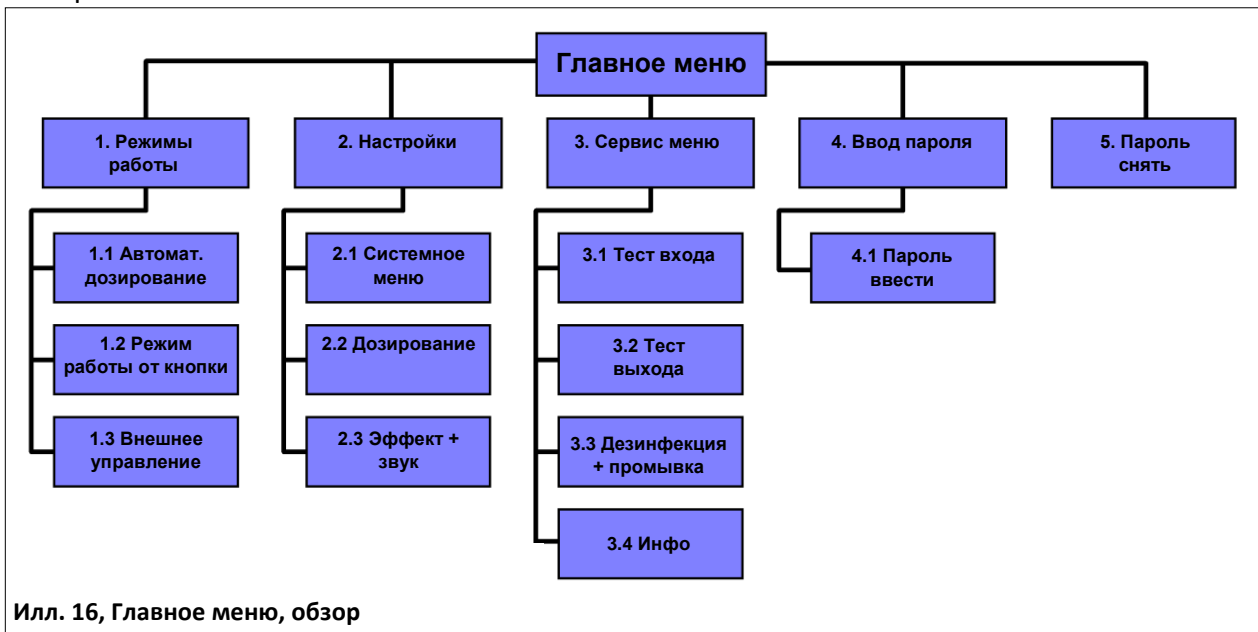 Главное меню
1. Режимы
работы
2. Настройки
3. Сервис меню
4. Ввод пароля
5. Пароль
снять
1.1 Автомат.
дозирование
2.1 Системное
меню
3.1 Тест входа
4.1 Пароль
ввести
1.2 Режим
работы от кнопки
2.2 Дозирование
3.2 Тест
выхода
1.3 Внешнее
управление
2.3 Эффект +
звук
3.3 Дезинфекция
+ промывка
3.4 Инфо
Илл. 16, Главное меню, обзор